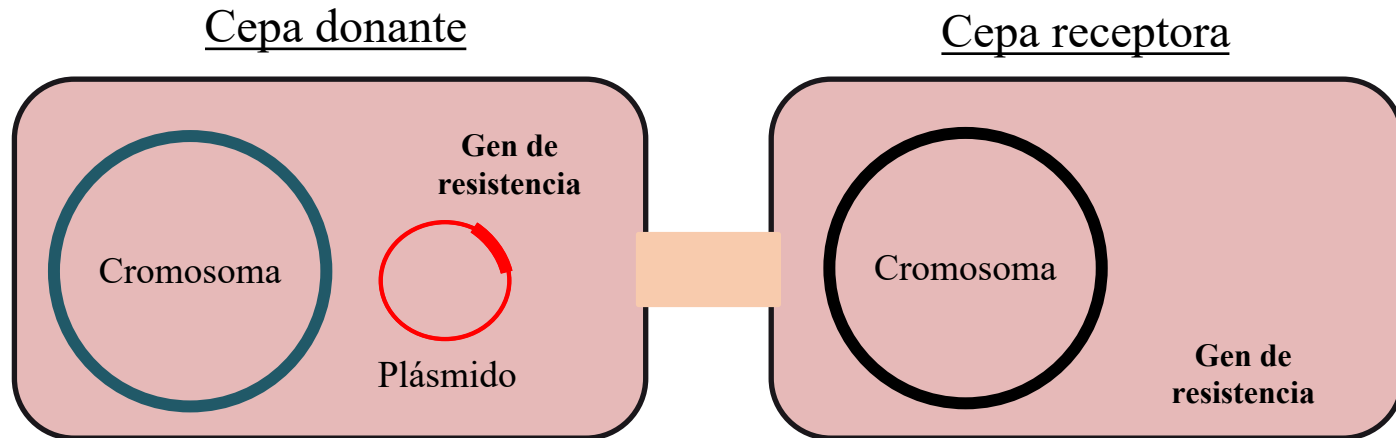 Cepa donante
Cepa receptora
Gen de
resistencia
Cromosoma
Plásmido
Cromosoma
Gen de
resistencia